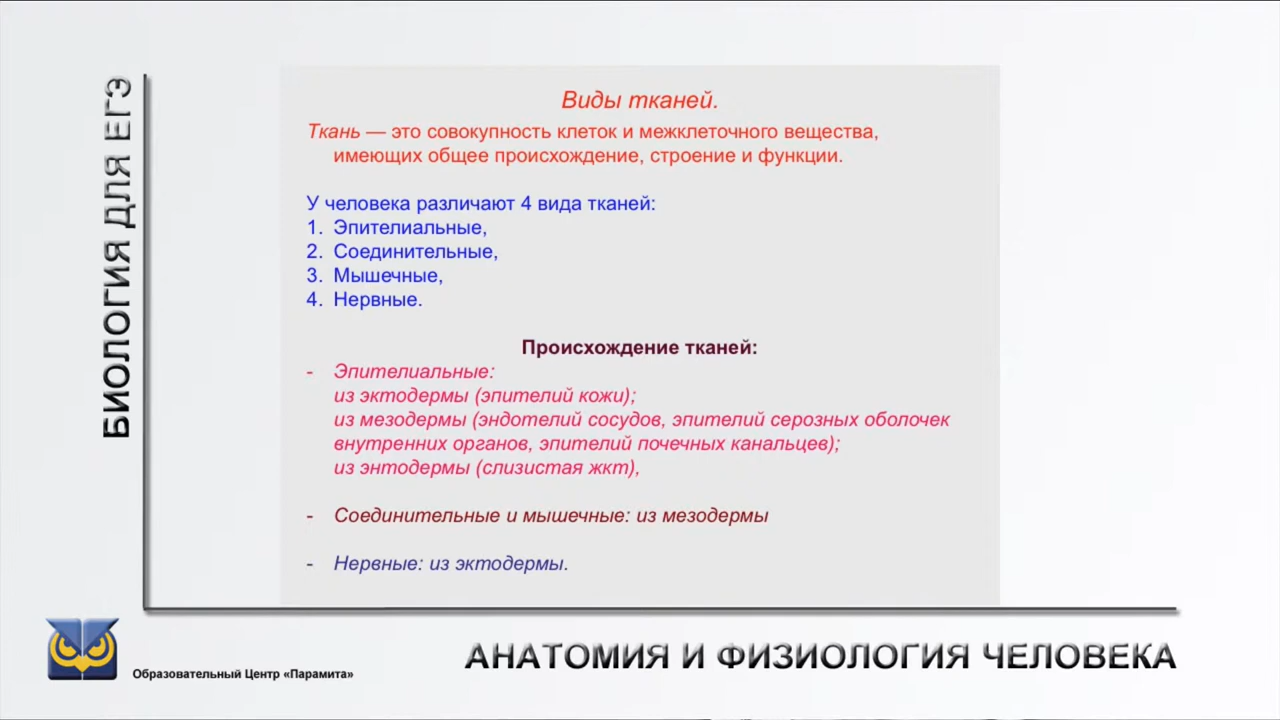 БИОЛОГИЯ ДЛЯ ЕГЭ
Виды тканей.
Ткань — это совокупность клеток и межклеточного вещества,
имеющих общее происхождение, строение и функции.
У человека различают 4 вида тканей:
1. Эпителиальные,
2. Соединительные,
3. Мышечные,
4. Нервные.
Происхождение тканей:
- Эпителиальные:
из эктодермы (эпителий кожи);
из мезодермы (эндотелий сосудов, эпителий серозных оболочек
внутренних органов, эпителий почечных канальцев);
из энтодермы (слизистая жкт),
- Соединительные и мышечные: из мезодермы
- Нервные: из эктодермы.
Образовательный Центр «Парамита»
АНАТОМИЯ И ФИЗИОЛОГИЯ ЧЕЛОВЕКА